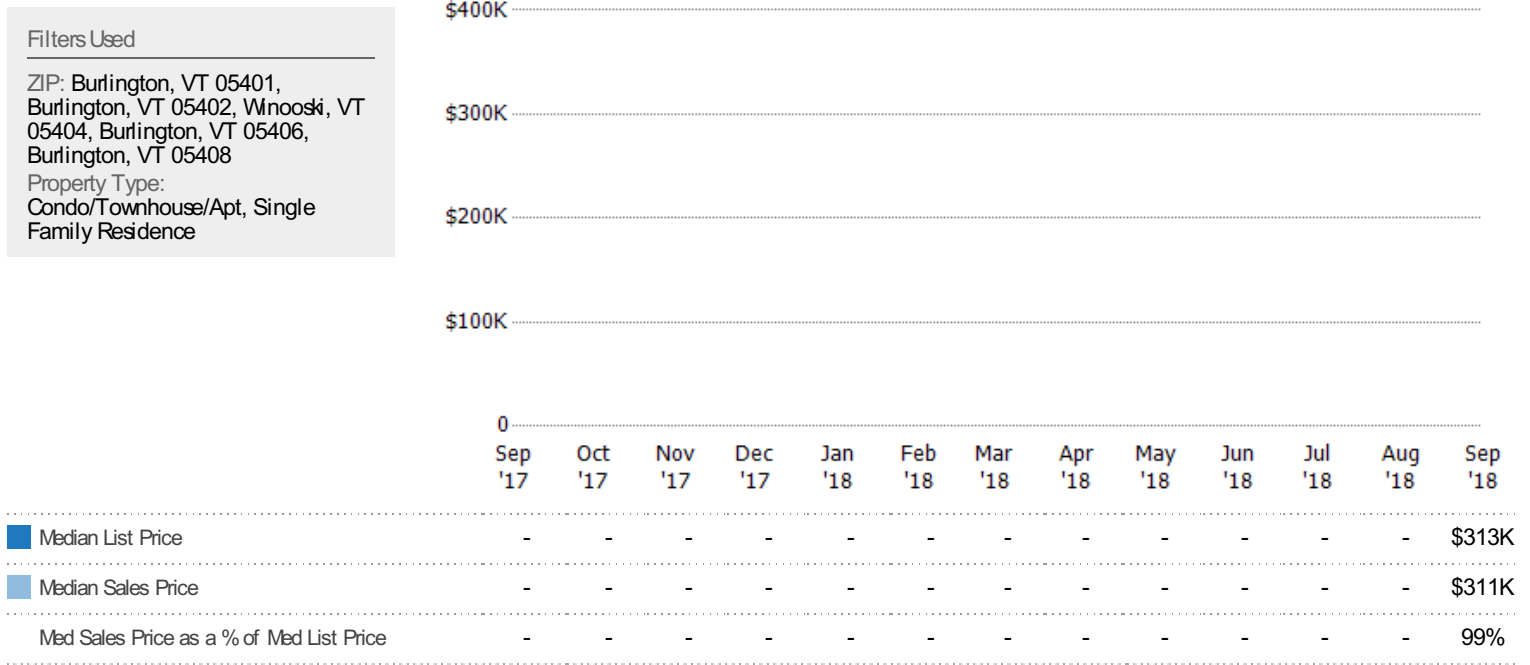 Filters Used
ZIP: Burlington, VT 05401,
Burlington, VT 05402, Winooski, VT
05404, Burlington, VT 05406,
Burlington, VT 05408
Property Type:
Condo/Townhouse/Apt, Single
Family Residence
$400K
$300K
$200K
$100K
0
Sep '17 Oct '17 Nov '17 Dec '17 Jan '18 Feb '18 Mar '18 Apr '18 May '18 Jun '18 Jul '18 Aug '18 Sep '18
Median List Price - - - - - - - - - - - - $313K
Median Sales Price - - - - - - - - - - - - $311K
Med Sales Price as a % of Med List Price - - - - - - - - - - - - 99%